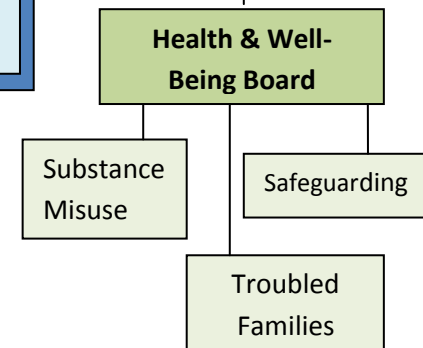 Health & Well-
Being Board
Substance
Misuse
Safeguarding
Troubled
Families